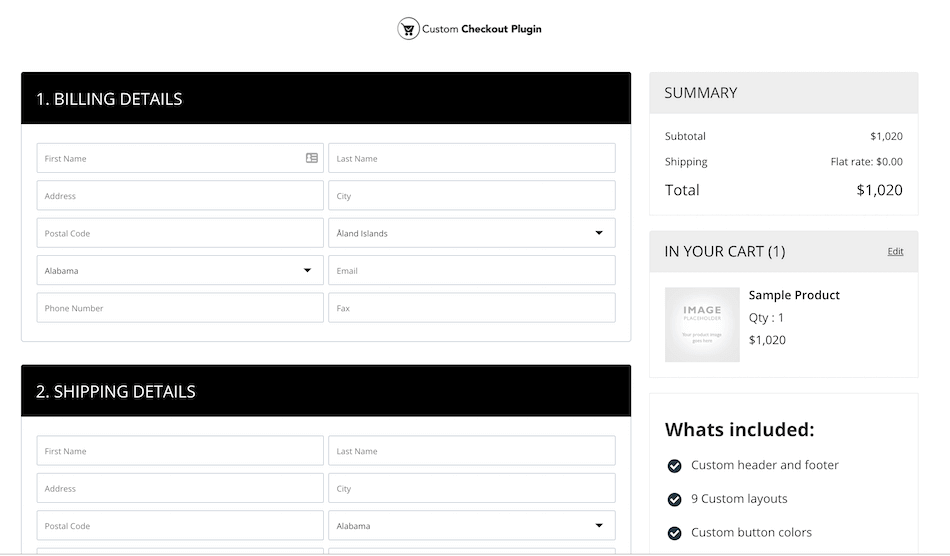 Custom Checkout Plugin
1. BILLING DETAILS
First Name
Last Name
Address
City
Postal Code
Åland Islands
Alabama
Email
Phone Number
Fax
2. SHIPPING DETAILS
First Name
Last Name
Address
City
Postal Code
Alabama
SUMMARY
Subtotal $1,020
Shipping Flat rate: $0.00
Total $1,020
IN YOUR CART (1) Edit
IMAGE
PLACEHOLDER
Your product image
goes here
Sample Product
Qty : 1
$1,020
Whats included:
Custom header and footer
9 Custom layouts
Custom button colors